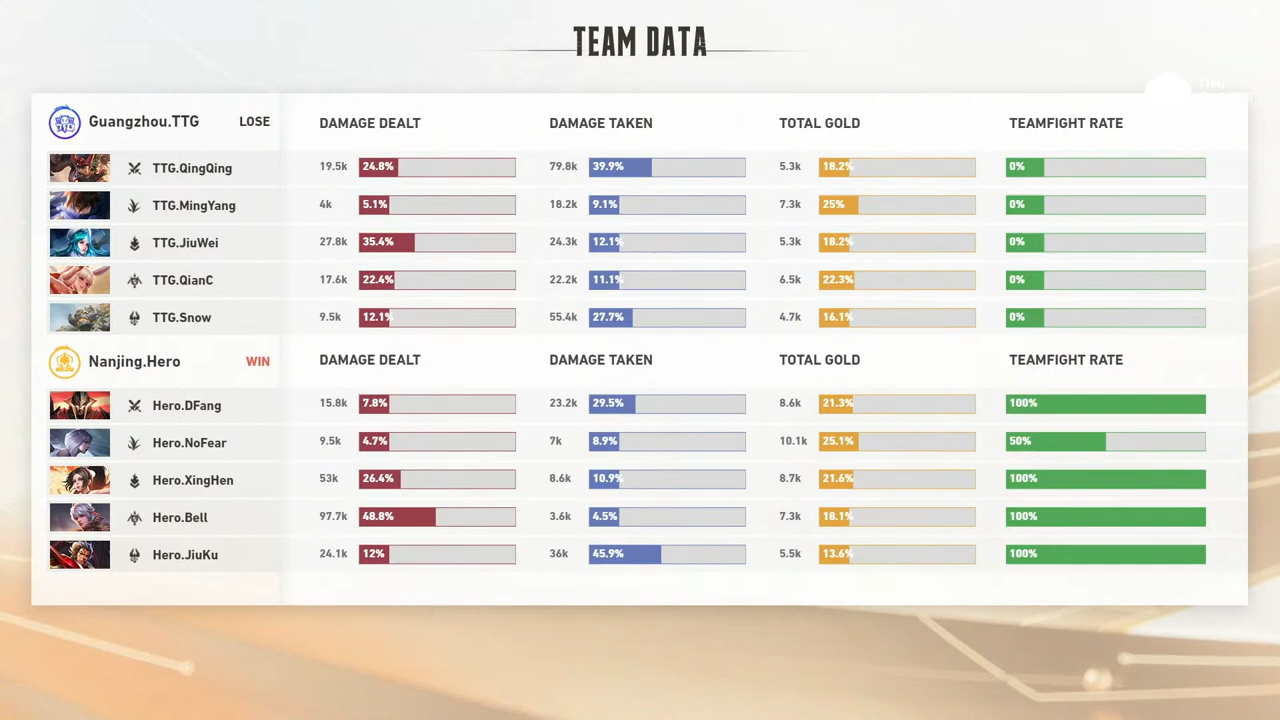 TEAM DATA
Guangzhou.TTG LOSE DAMAGE DEALT DAMAGE TAKEN TOTAL GOLD TEAMFIGHT RATE
TTG.QingQing 19.5k 24.8% 79.8k 39.9% 5.3k 18.2% 0%
TTG.MingYang 4k 5.1% 18.2k 9.1% 7.3k 25% 0%
TTG.JiuWei 27.8k 35.4% 24.3k 12.1% 5.3k 18.2% 0%
TTG.QianC 17.6k 22.4% 22.2k 11.1% 6.5k 22.3% 0%
TTG.Snow 9.5k 12.1% 55.4k 27.7% 4.7k 16.1% 0%
Nanjing.Hero WIN DAMAGE DEALT DAMAGE TAKEN TOTAL GOLD TEAMFIGHT RATE
Hero.DFang 15.8k 7.8% 23.2k 29.5% 8.6k 21.3% 100%
Hero.NoFear 9.5k 4.7% 7k 8.9% 10.1k 25.1% 50%
Hero.XingHen 53k 26.4% 8.6k 10.9% 8.7k 21.6% 100%
Hero.Bell 97.7k 48.8% 3.6k 4.5% 7.3k 18.1% 100%
Hero.JiuKu 24.1k 12% 36k 45.9% 5.5k 13.6% 100%